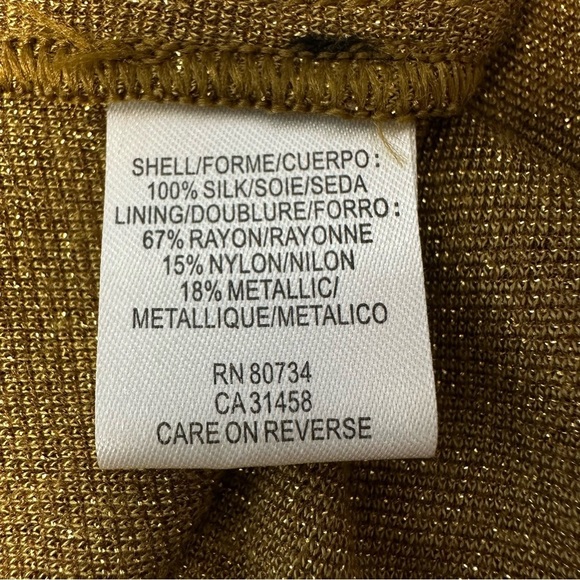 SHELL/FORME/CUERPO:
100% SILK/SOIE/SEDA
LINING/DOUBLURE/FORRO:
67% RAYON/RAYONNE
15% NYLON/NILON
18% METALLIC/
METALLIQUE/METALICO
RN 80734
CA 31458
CARE ON REVERSE